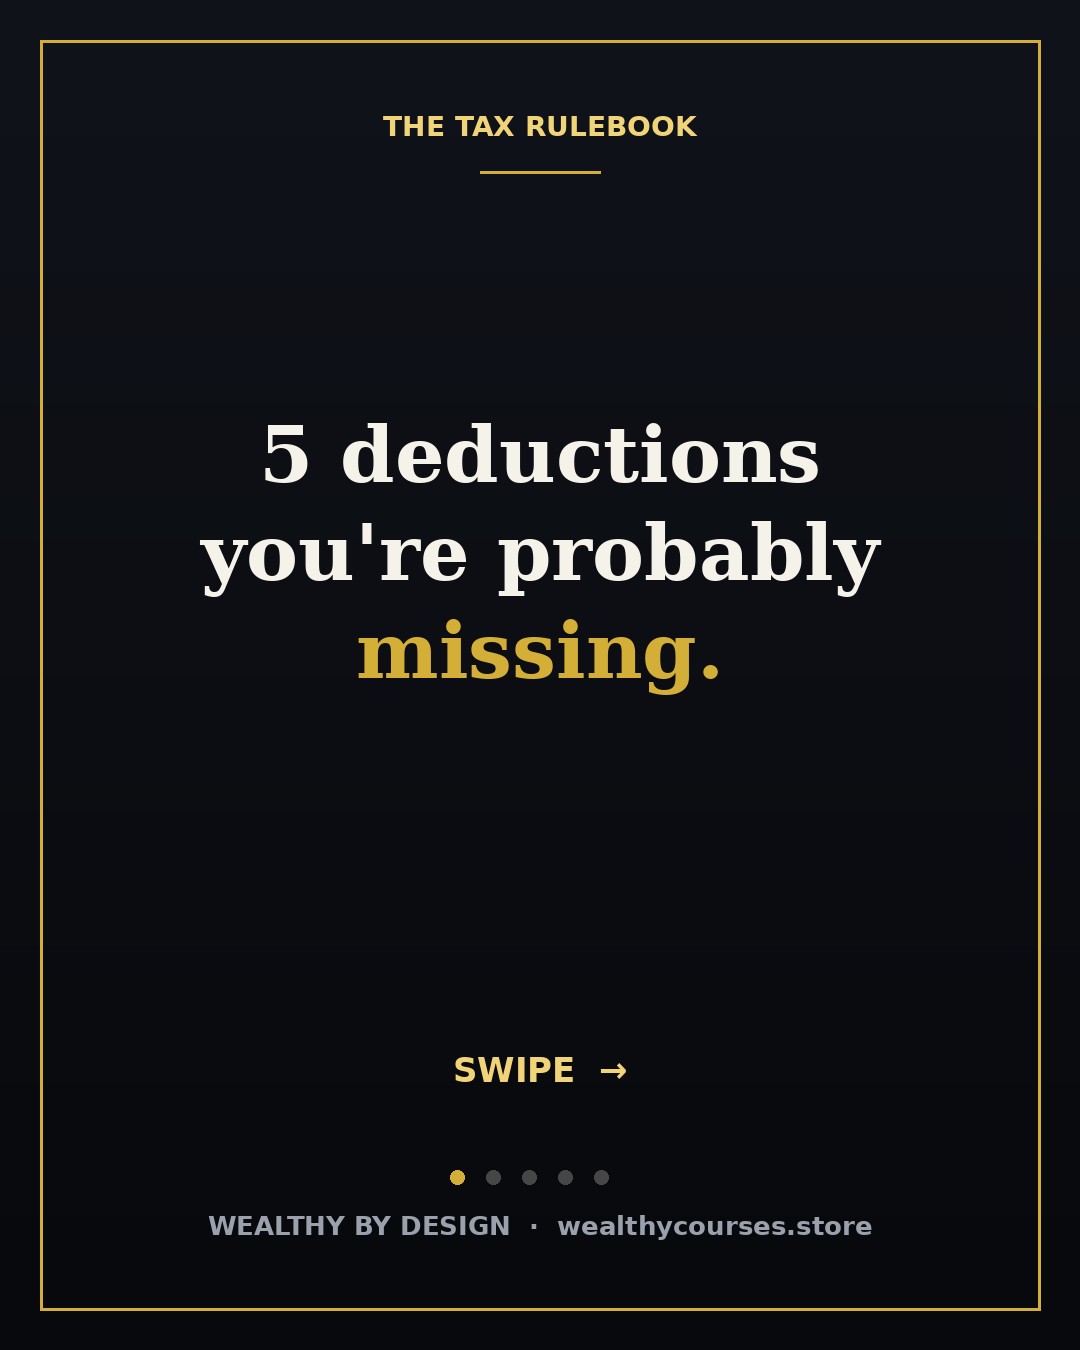 THE TAX RULEBOOK
5 deductions
you're probably
missing.
SWIPE →
WEALTHY BY DESIGN · wealthycourses.store